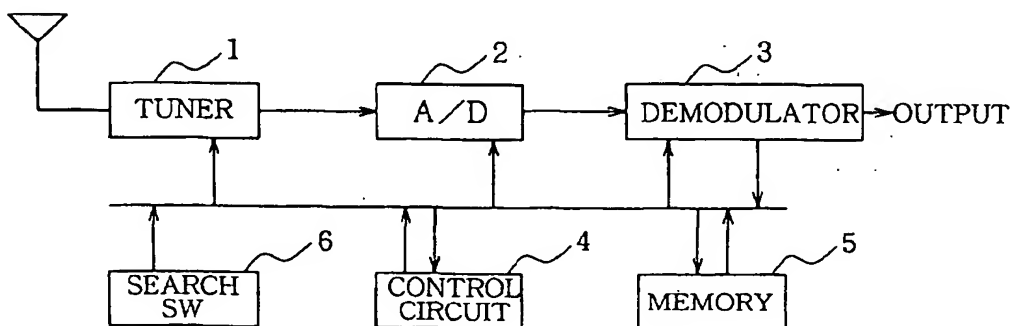 1
2
3
TUNER
A/D
DEMODULATOR
OUTPUT
6
4
5
SEARCH
SW
CONTROL
CIRCUIT
MEMORY